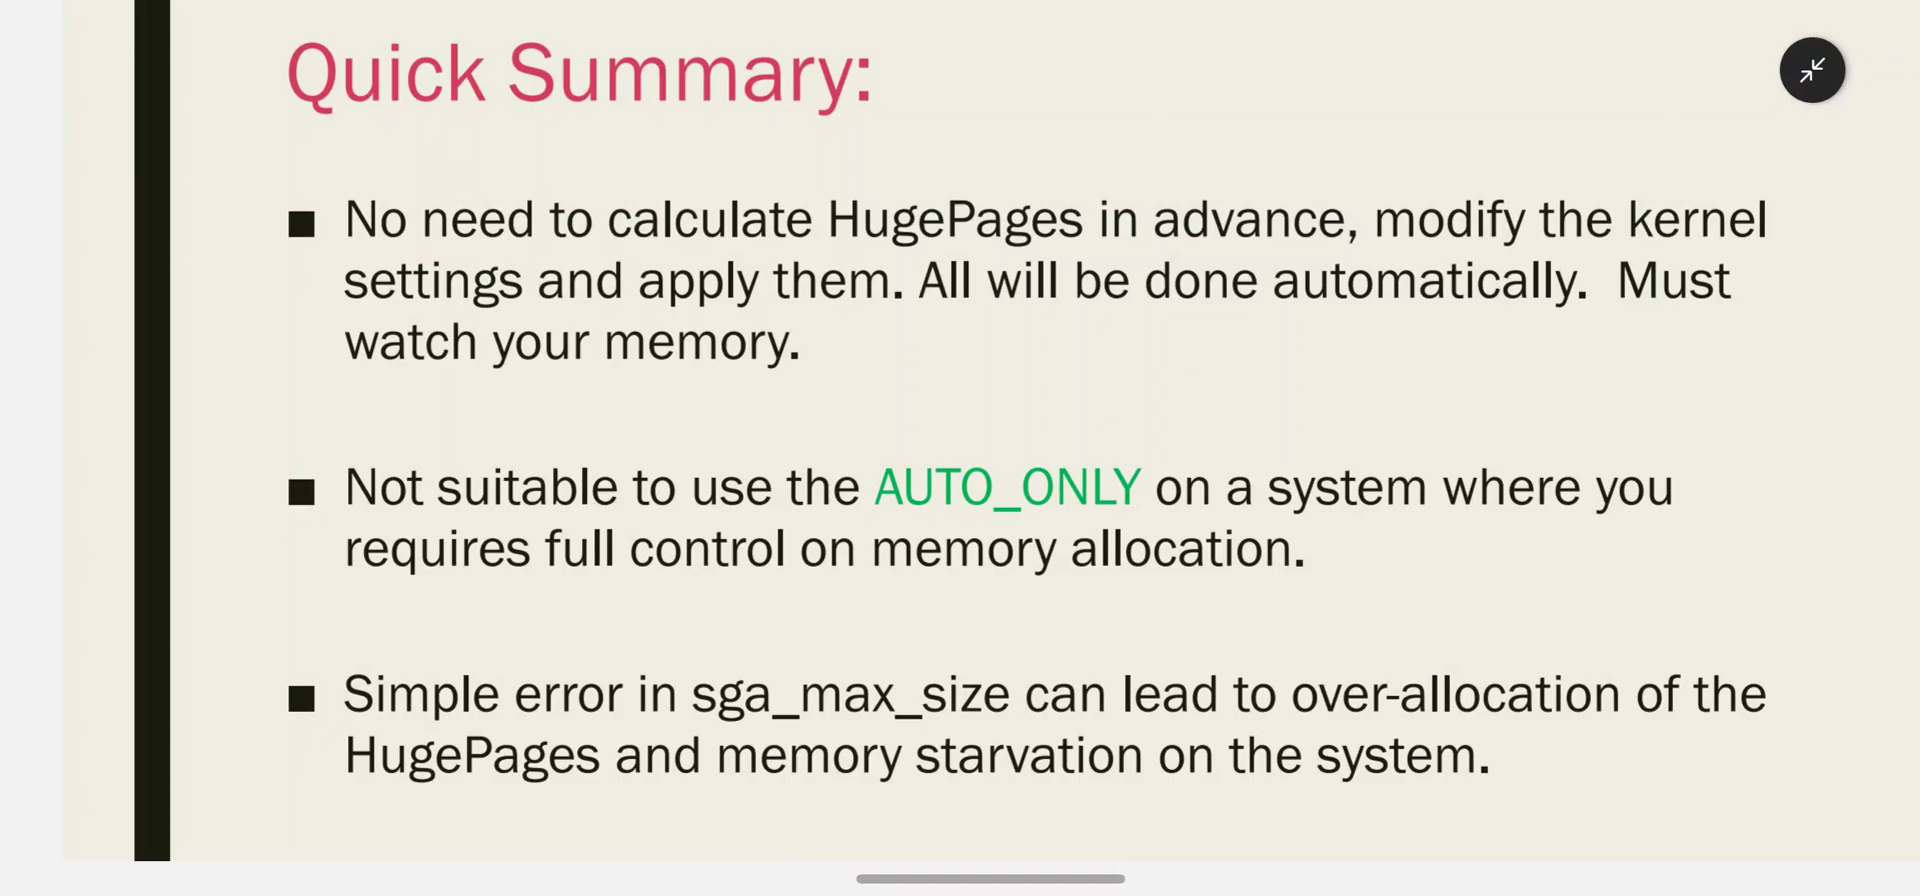 Quick Summary:
■ No need to calculate HugePages in advance, modify the kernel
settings and apply them. All will be done automatically.  Must
watch your memory.
■ Not suitable to use the AUTO_ONLY on a system where you
requires full control on memory allocation.
■ Simple error in sga_max_size can lead to over-allocation of the
HugePages and memory starvation on the system.